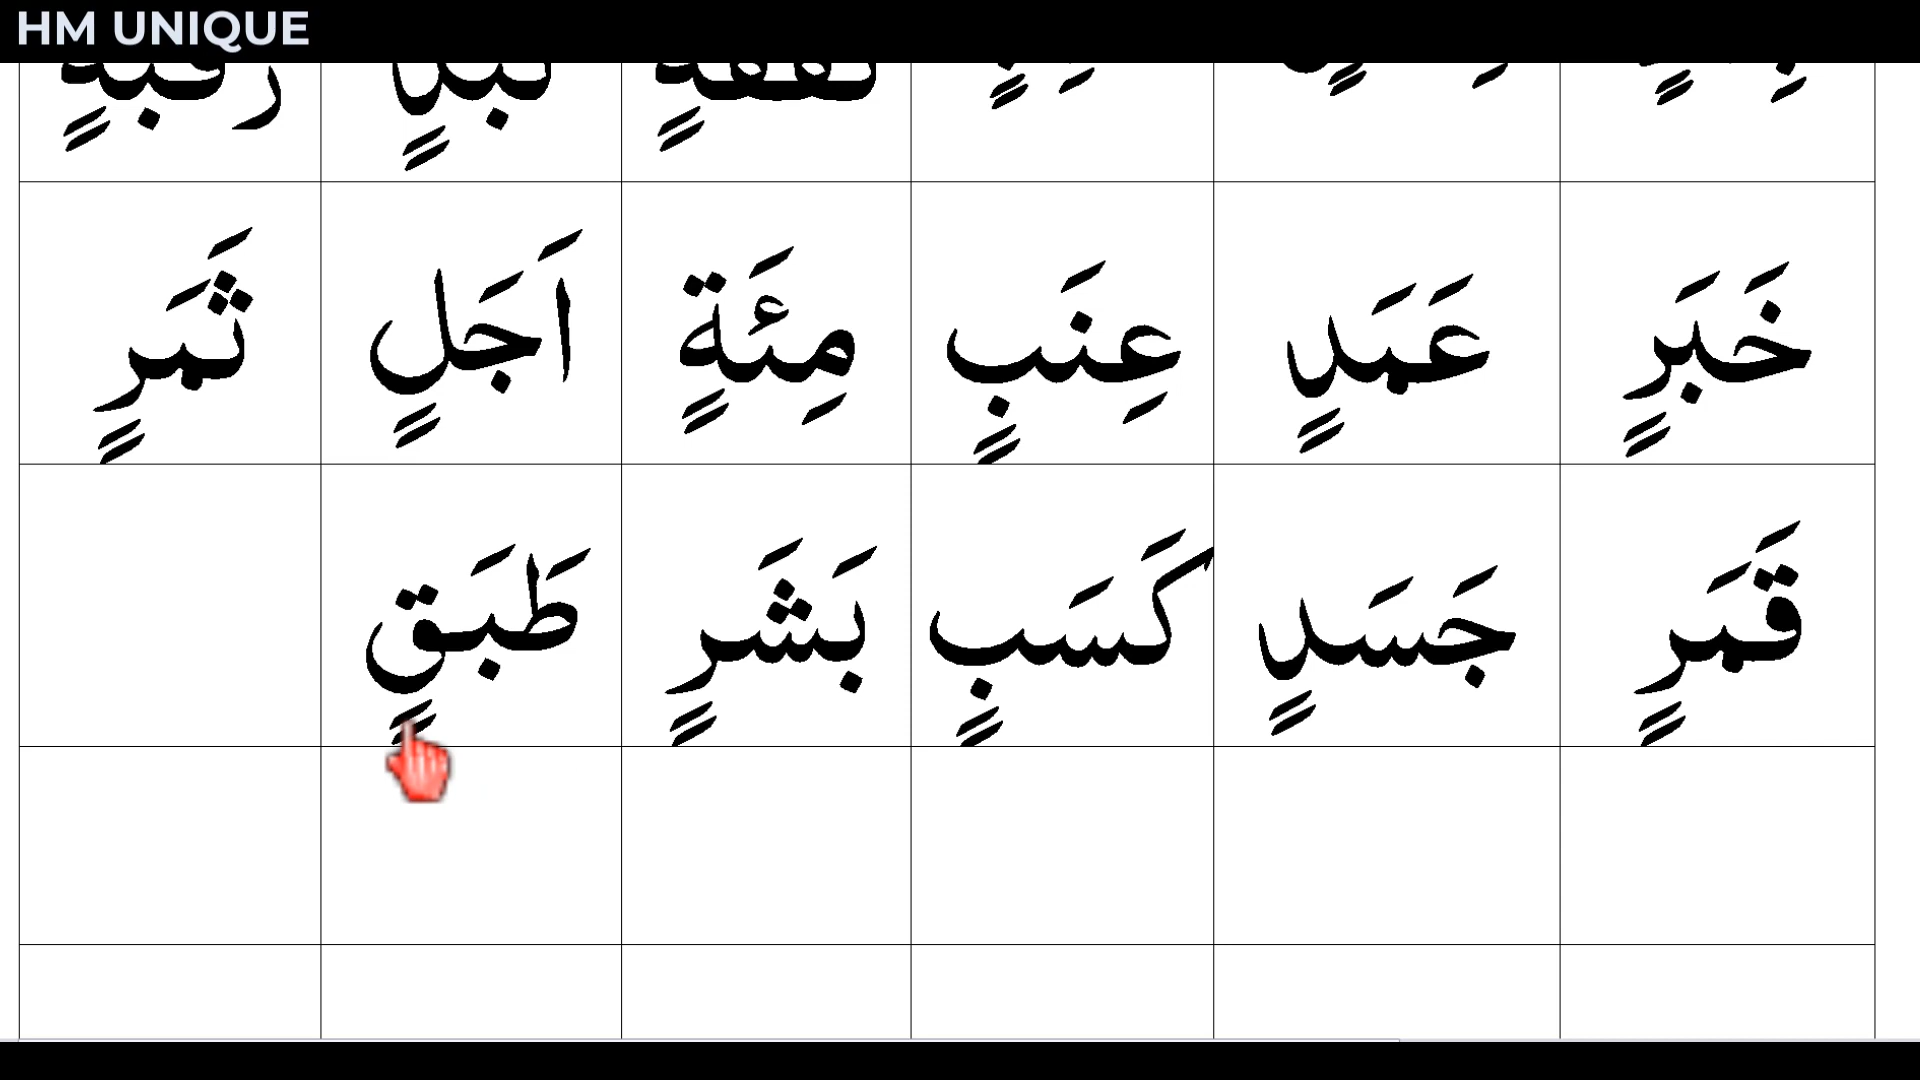 HM UNIQUE
خَبَرٍ عَمَدٍ عِنَبٍ مِئَةٍ اَجَلٍ ثَمَرٍ
قَمَرٍ جَسَدٍ كَسَبٍ بَشَرٍ طَبَقٍ